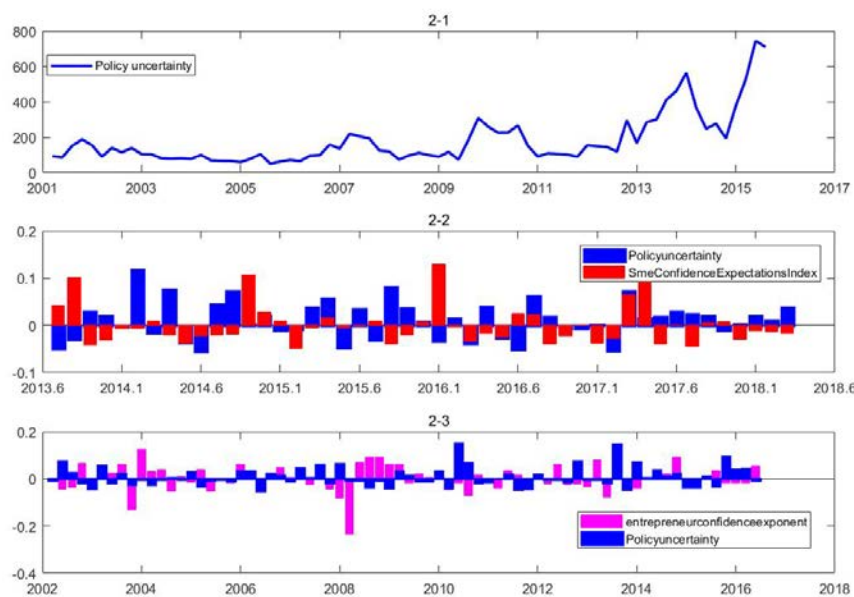 2-1
800
600
400
200
0
Policy uncertainty
2001 2003 2005 2007 2009 2011 2013 2015 2017
2-2
0.2
0.1
0
-0.1
Policyuncertainty
SmeConfidenceExpectationsIndex
2013.6 2014.1 2014.6 2015.1 2015.6 2016.1 2016.6 2017.1 2017.6 2018.1 2018.6
2-3
0.2
0
-0.2
-0.4
entrepreneurconfidenceexponent
Policyuncertainty
2002 2004 2006 2008 2010 2012 2014 2016 2018